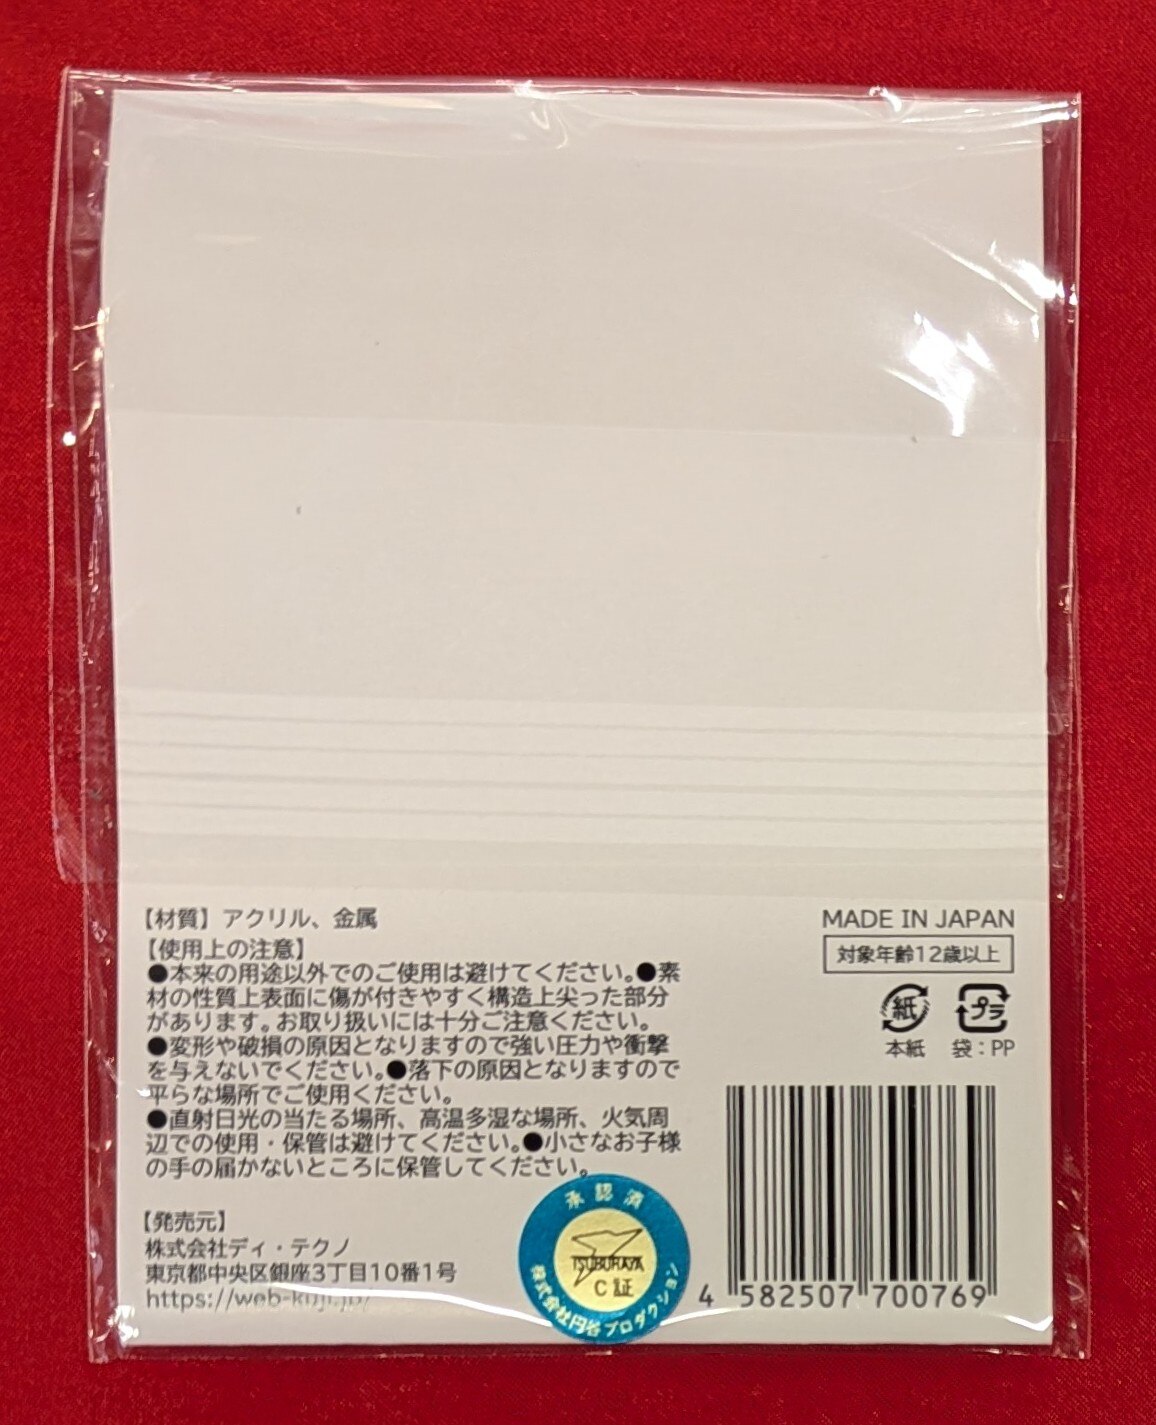 【材質】アクリル、金属
【使用上の注意】
●本来の用途以外でのご使用は避けてください。●素
材の性質上表面に傷が付きやすく構造上尖った部分
があります。お取り扱いには十分ご注意ください。
●変形や破損の原因となりますので強い圧力や衝撃
を与えないでください。●落下の原因となりますので
平らな場所でご使用ください。
●直射日光の当たる場所、高温多湿な場所、火気周
辺での使用・保管は避けてください。●小さなお子様
の手の届かないところに保管してください。
【発売元】
株式会社ディ・テクノ
東京都中央区銀座3丁目10番1号
https://web-kuji.jp/
MADE IN JAPAN
対象年齢12歳以上
紙
プラ
本紙 袋：PP
4 582507 700769
承認済
TSUBURAYA
C証
株式会社円谷プロダクション